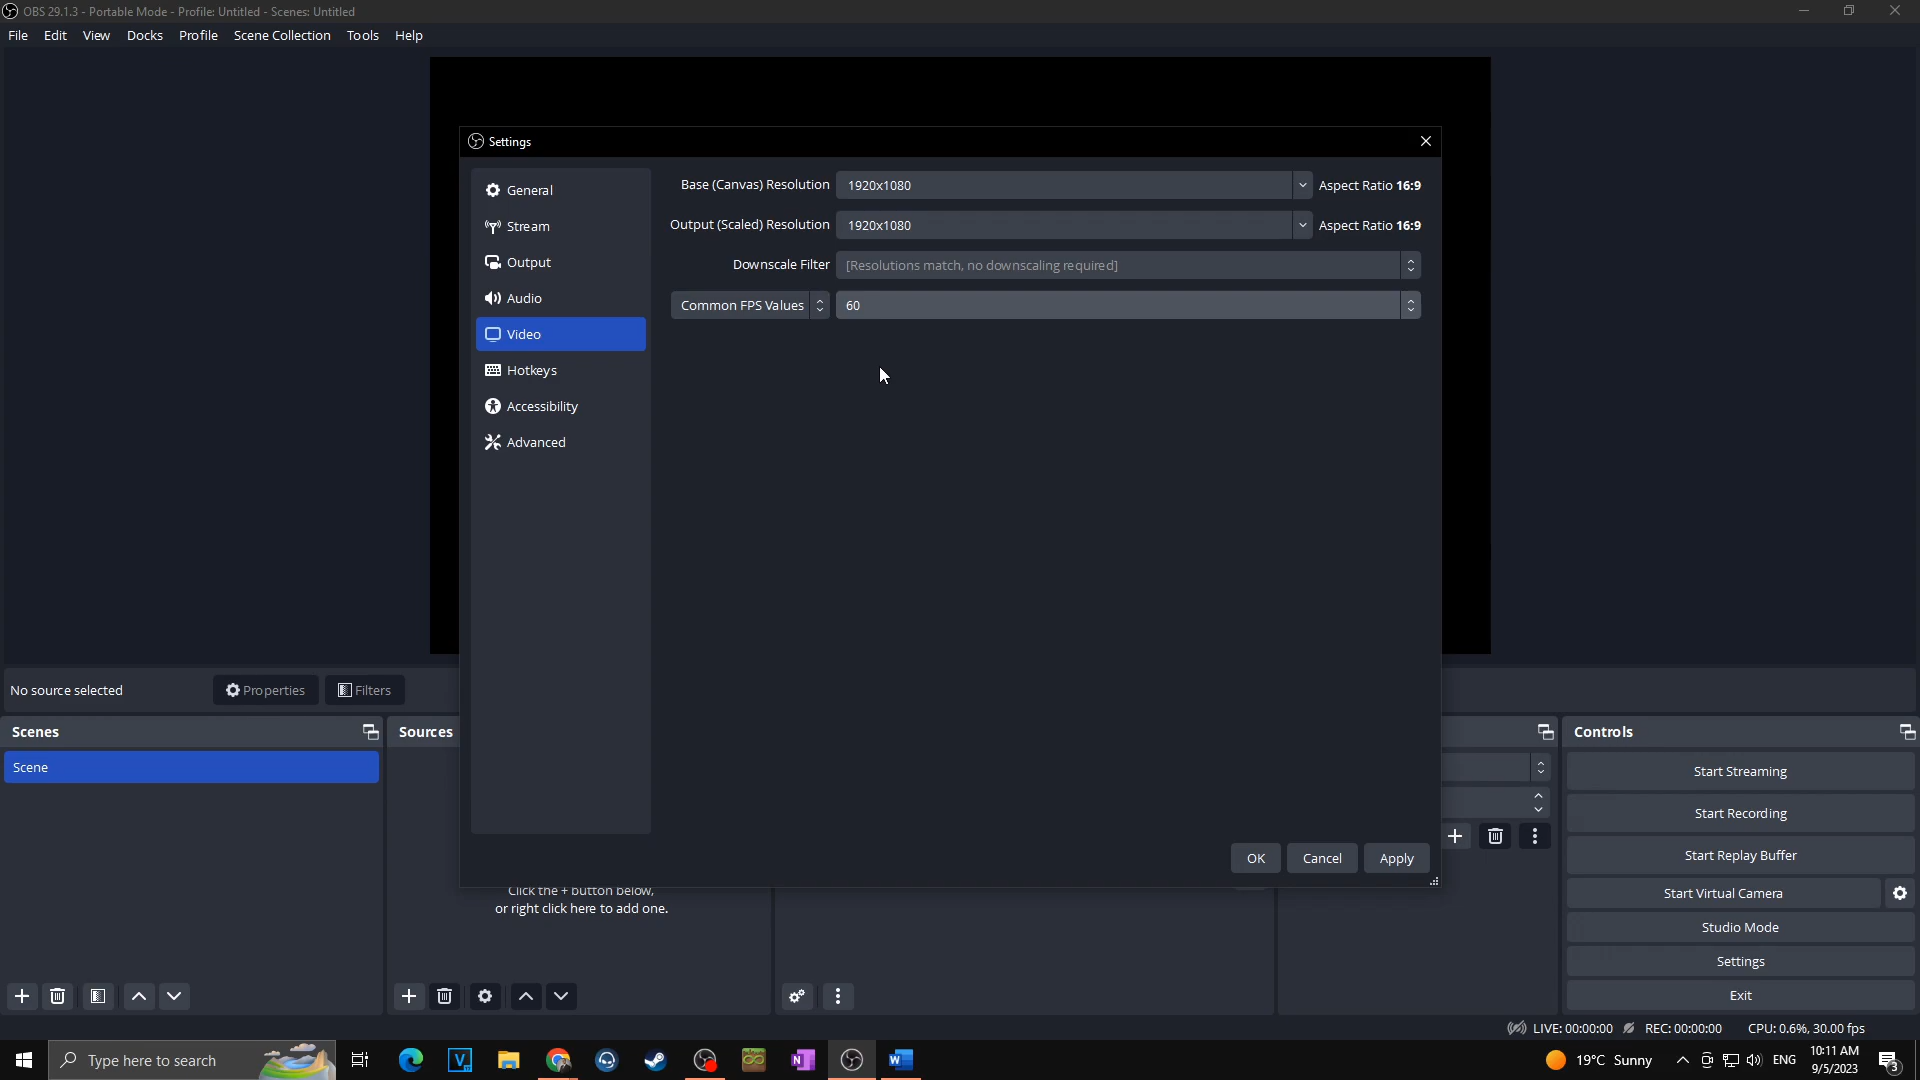 OBS 29.1.3 - Portable Mode - Profile: Untitled - Scenes: Untitled
File Edit View Docks Profile Scene Collection Tools Help
Settings
General
Stream
Output
Audio
Video
Hotkeys
Accessibility
Advanced
Base (Canvas) Resolution 1920x1080 Aspect Ratio 16:9
Output (Scaled) Resolution 1920x1080 Aspect Ratio 16:9
Downscale Filter [Resolutions match, no downscaling required]
Common FPS Values 60
OK Cancel Apply
No source selected Properties Filters
Scenes
Scene
Sources
Click the + button below,
or right click here to add one.
Controls
Start Streaming
Start Recording
Start Replay Buffer
Start Virtual Camera
Studio Mode
Settings
Exit
LIVE: 00:00:00 REC: 00:00:00 CPU: 0.6%, 30.00 fps
Type here to search
19°C Sunny ENG
10:11 AM
9/5/2023
3